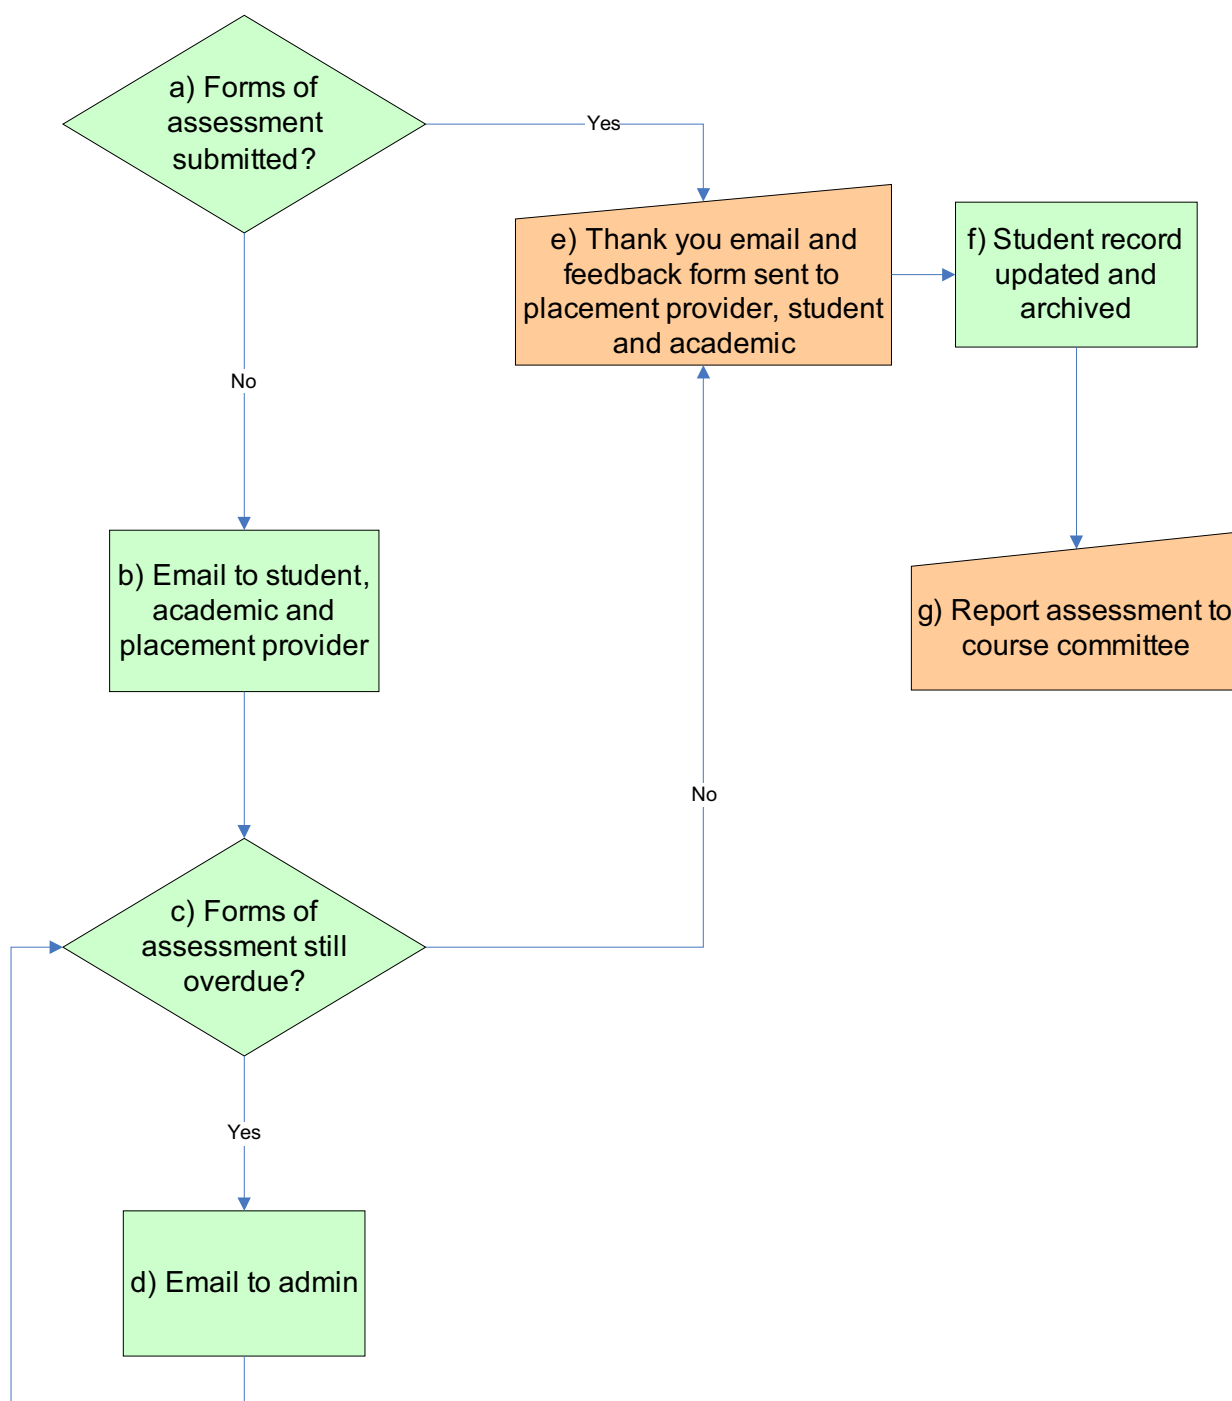 a) Forms of
assessment
submitted?
Yes
e) Thank you email and
feedback form sent to
placement provider, student
and academic
f) Student record
updated and
archived
No
b) Email to student,
academic and
placement provider
g) Report assessment to
course committee
No
c) Forms of
assessment still
overdue?
Yes
d) Email to admin